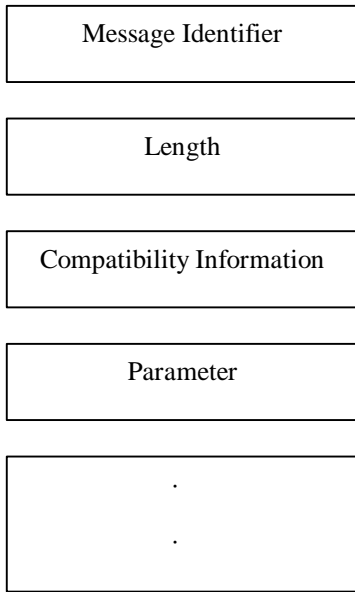 Message Identifier
Length
Compatibility Information
Parameter
.
.